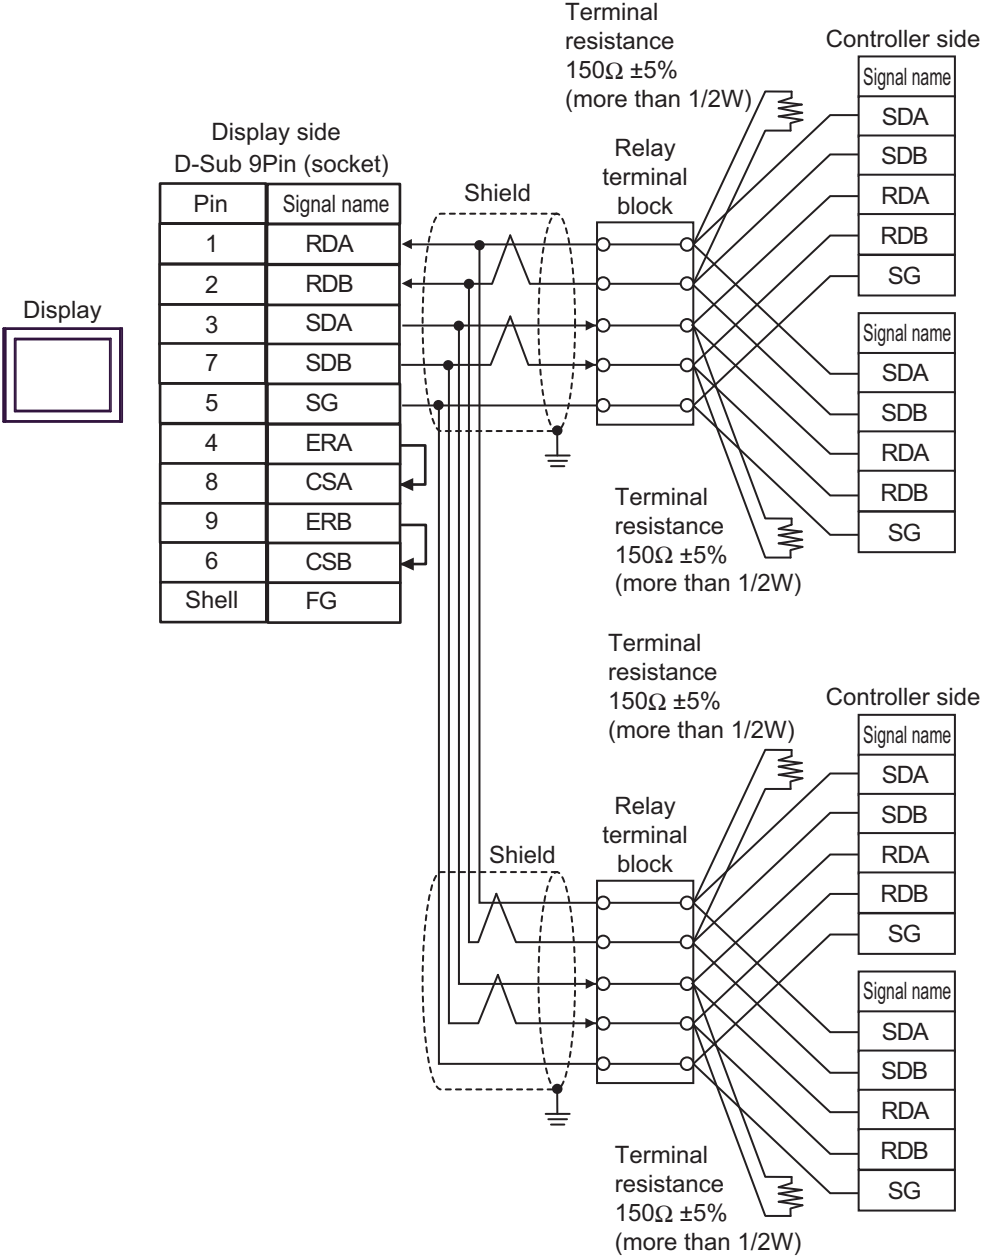 Terminal
resistance
150Ω ±5%
(more than 1/2W)
Controller side
Signal name
SDA
SDB
RDA
RDB
SG
Display side
D-Sub 9Pin (socket)
Pin Signal name
1 RDA
2 RDB
3 SDA
7 SDB
5 SG
4 ERA
8 CSA
9 ERB
6 CSB
Shell FG
Display
Shield
Relay
terminal
block
Signal name
SDA
SDB
RDA
RDB
SG
Terminal
resistance
150Ω ±5%
(more than 1/2W)
Terminal
resistance
150Ω ±5%
(more than 1/2W)
Controller side
Signal name
SDA
SDB
RDA
RDB
SG
Relay
terminal
block
Shield
Signal name
SDA
SDB
RDA
RDB
SG
Terminal
resistance
150Ω ±5%
(more than 1/2W)